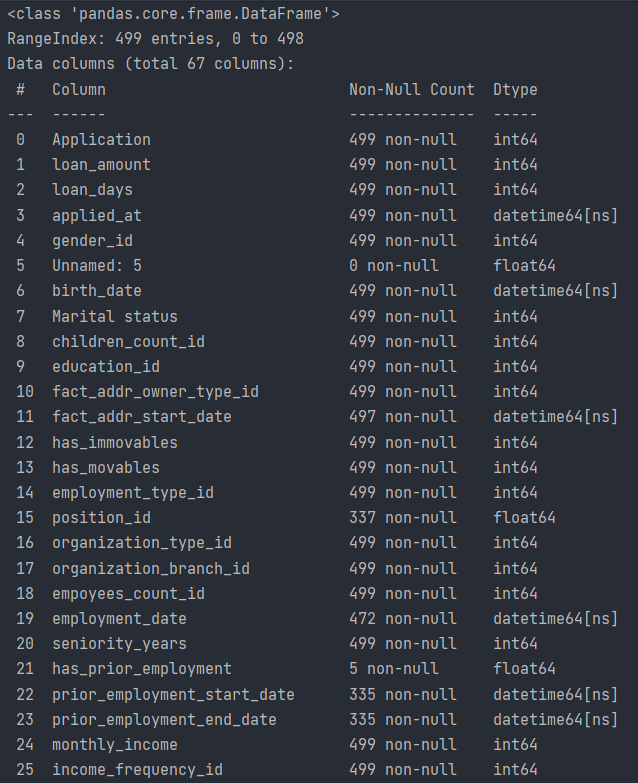 <class 'pandas.core.frame.DataFrame'>
RangeIndex: 499 entries, 0 to 498
Data columns (total 67 columns):
 #   Column                     Non-Null Count  Dtype
---  ------                     --------------  -----
 0   Application                499 non-null    int64
 1   loan_amount                499 non-null    int64
 2   loan_days                  499 non-null    int64
 3   applied_at                 499 non-null    datetime64[ns]
 4   gender_id                  499 non-null    int64
 5   Unnamed: 5                 0 non-null      float64
 6   birth_date                 499 non-null    datetime64[ns]
 7   Marital status             499 non-null    int64
 8   children_count_id          499 non-null    int64
 9   education_id               499 non-null    int64
 10  fact_addr_owner_type_id    499 non-null    int64
 11  fact_addr_start_date       497 non-null    datetime64[ns]
 12  has_immovables             499 non-null    int64
 13  has_movables               499 non-null    int64
 14  employment_type_id         499 non-null    int64
 15  position_id                337 non-null    float64
 16  organization_type_id       499 non-null    int64
 17  organization_branch_id     499 non-null    int64
 18  empoyees_count_id          499 non-null    int64
 19  employment_date            472 non-null    datetime64[ns]
 20  seniority_years            499 non-null    int64
 21  has_prior_employment       5 non-null      float64
 22  prior_employment_start_date  335 non-null    datetime64[ns]
 23  prior_employment_end_date  335 non-null    datetime64[ns]
 24  monthly_income             499 non-null    int64
 25  income_frequency_id        499 non-null    int64